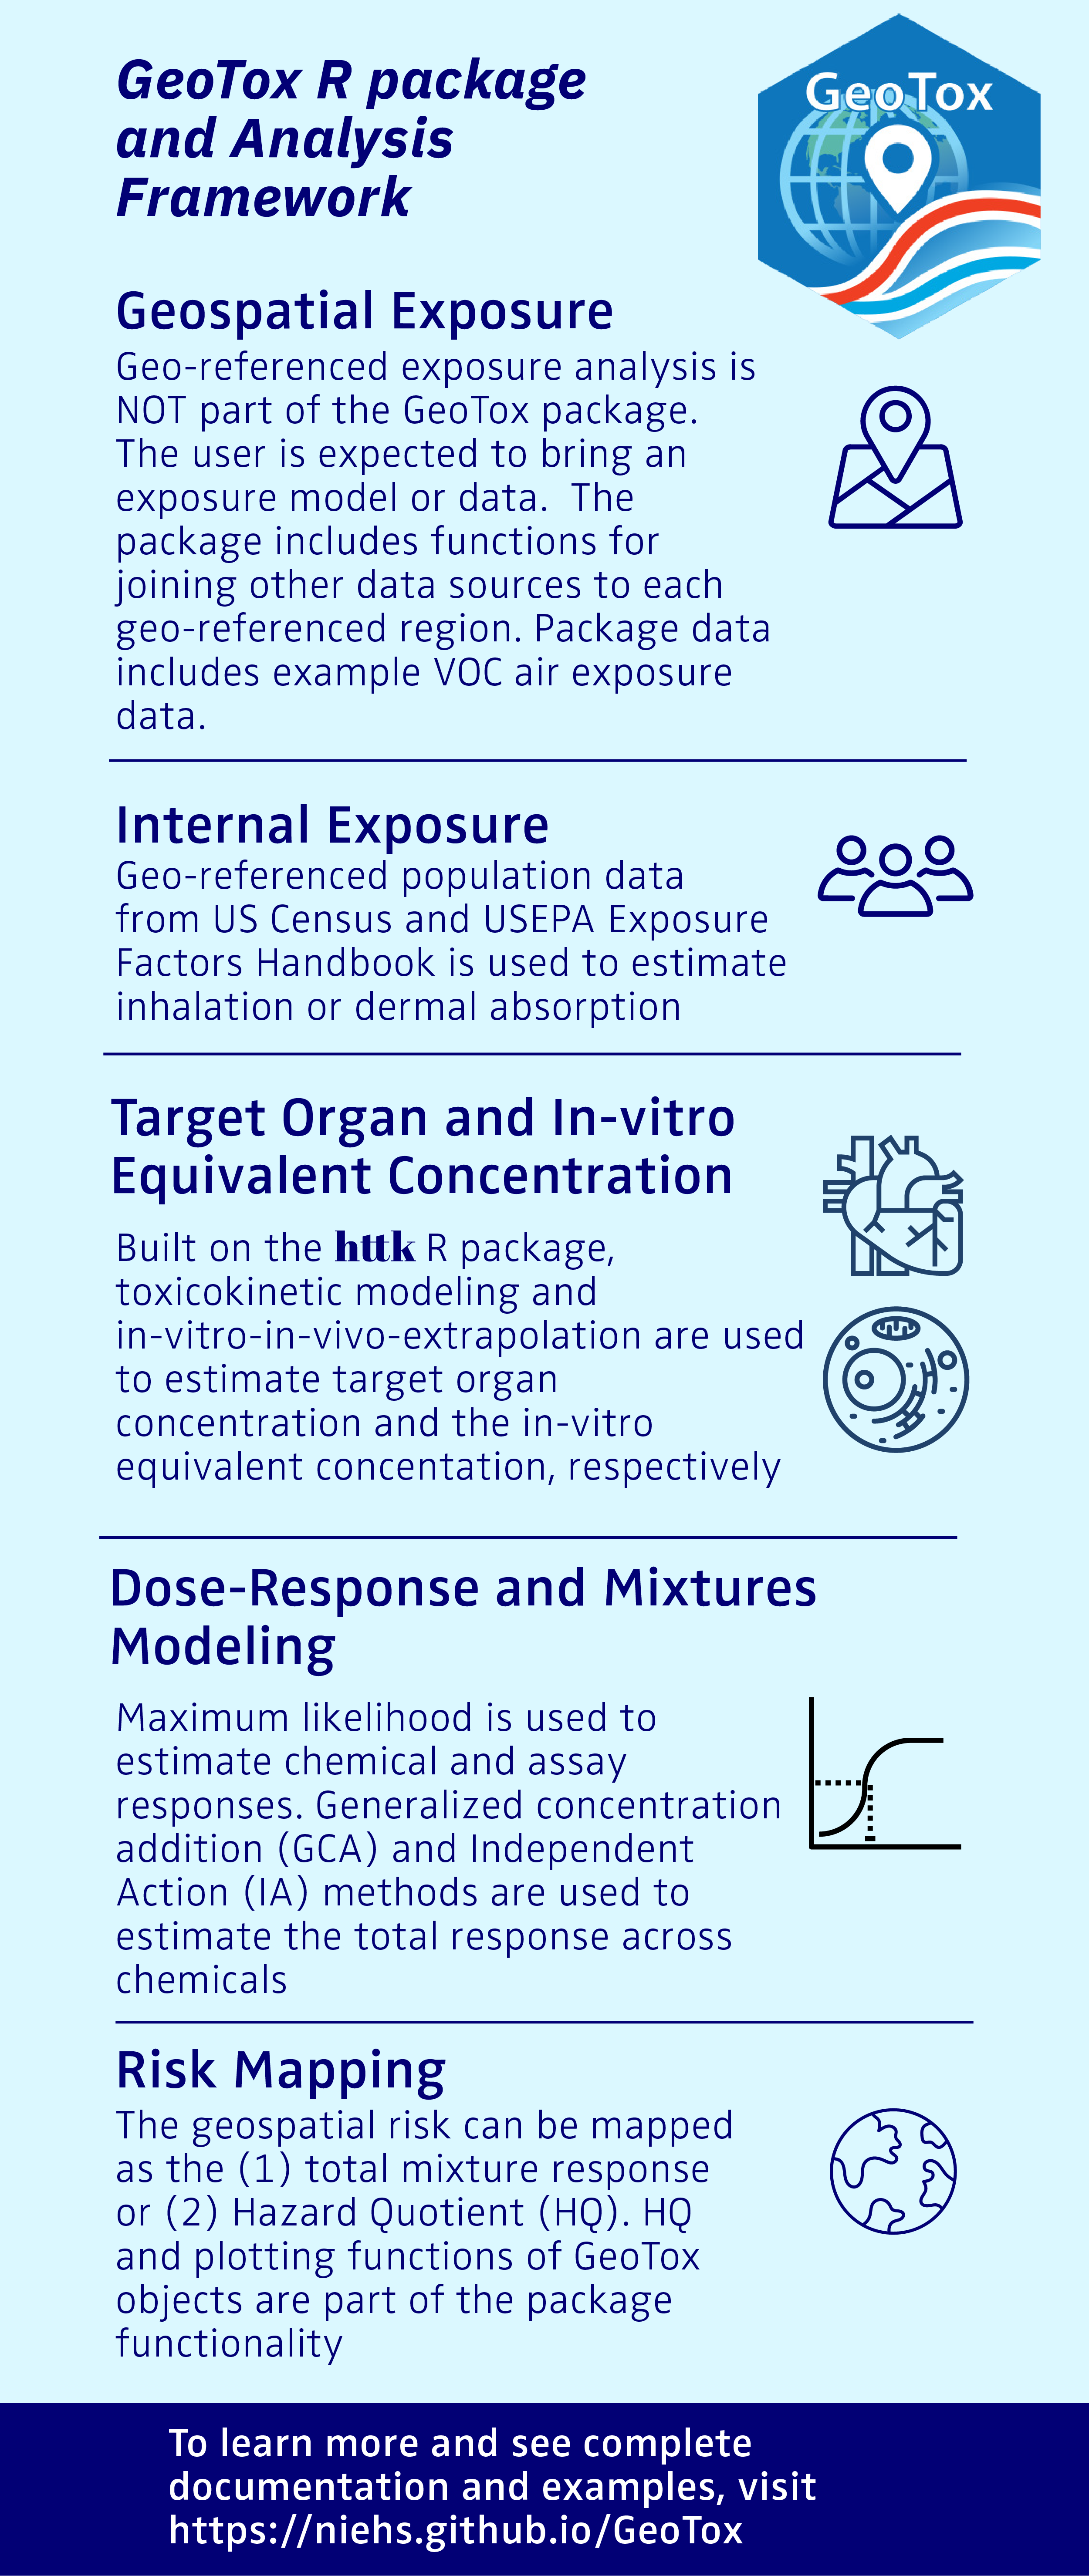 GeoTox R package
and Analysis
Framework
GeoTox
Geospatial Exposure
Geo-referenced exposure analysis is
NOT part of the GeoTox package.
The user is expected to bring an
exposure model or data.  The
package includes functions for
joining other data sources to each
geo-referenced region. Package data
includes example VOC air exposure
data.
Internal Exposure
Geo-referenced population data
from US Census and USEPA Exposure
Factors Handbook is used to estimate
inhalation or dermal absorption
Target Organ and In-vitro
Equivalent Concentration
Built on the httk R package,
toxicokinetic modeling and
in-vitro-in-vivo-extrapolation are used
to estimate target organ
concentration and the in-vitro
equivalent concentation, respectively
Dose-Response and Mixtures
Modeling
Maximum likelihood is used to
estimate chemical and assay
responses. Generalized concentration
addition (GCA) and Independent
Action (IA) methods are used to
estimate the total response across
chemicals
Risk Mapping
The geospatial risk can be mapped
as the (1) total mixture response
or (2) Hazard Quotient (HQ). HQ
and plotting functions of GeoTox
objects are part of the package
functionality
To learn more and see complete
documentation and examples, visit
https://niehs.github.io/GeoTox